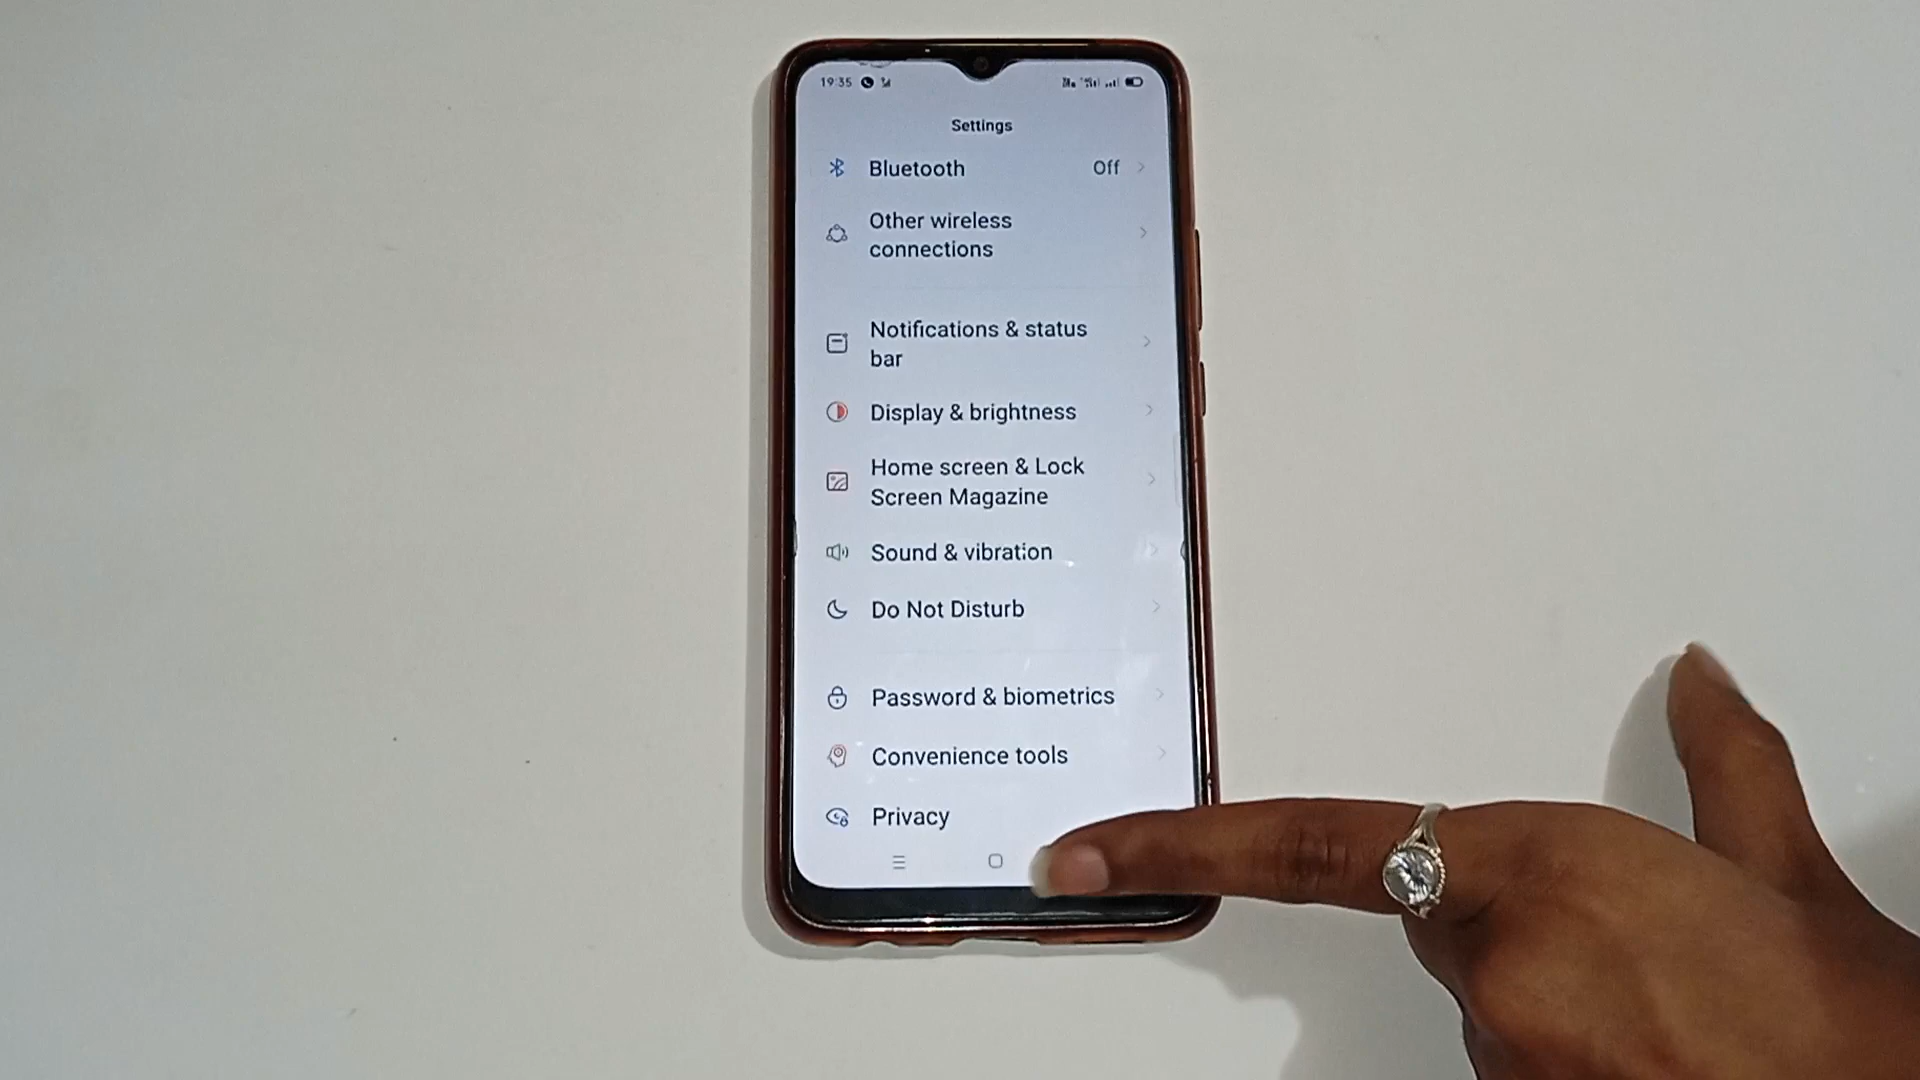 19:35
Settings
Bluetooth Off
Other wireless
connections
Notifications & status
bar
Display & brightness
Home screen & Lock
Screen Magazine
Sound & vibration
Do Not Disturb
Password & biometrics
Convenience tools
Privacy